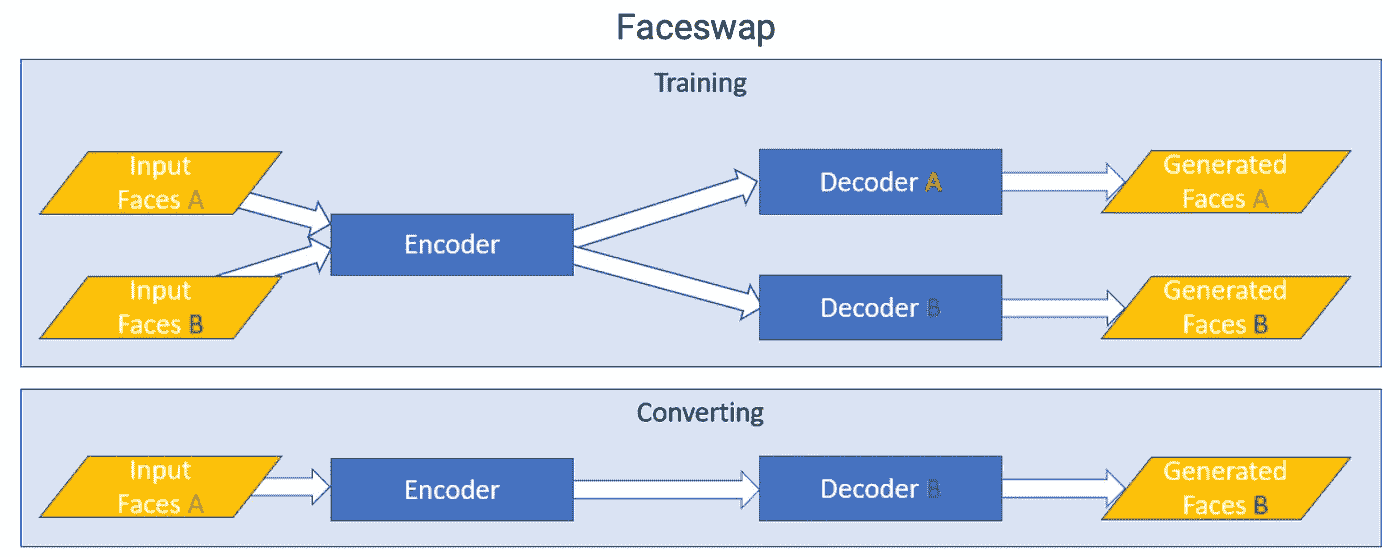 Faceswap
Training
Input
Faces A
Input
Faces B
Encoder
Decoder A
Decoder B
Generated
Faces A
Generated
Faces B
Converting
Input
Faces A
Encoder
Decoder B
Generated
Faces B